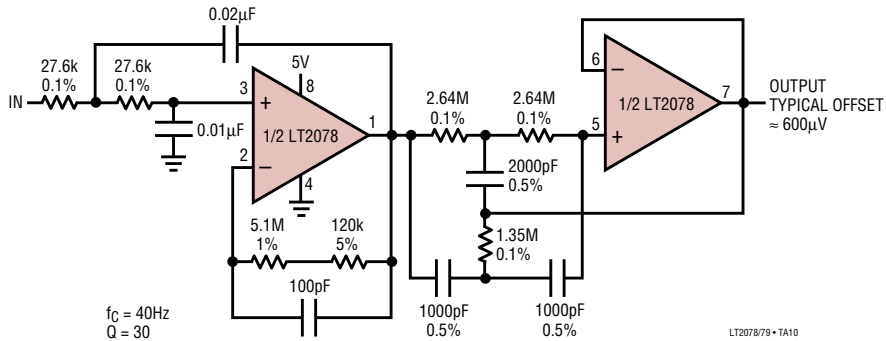 0.02µF
27.6k
0.1%
27.6k
0.1%
IN
0.01µF
5V
8
3
+
1/2 LT2078
1
2
–
4
5.1M
1%
120k
5%
100pF
fC = 40Hz
Q = 30
2.64M
0.1%
2.64M
0.1%
2000pF
0.5%
1.35M
0.1%
1000pF
0.5%
1000pF
0.5%
6
–
1/2 LT2078
7
5
+
OUTPUT
TYPICAL OFFSET
≈ 600µV
LT2078/79 • TA10